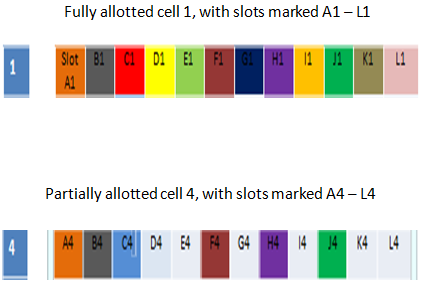 Fully allotted cell 1, with slots marked A1 – L1
1 Slot A1 B1 C1 D1 E1 F1 G1 H1 I1 J1 K1 L1
Partially allotted cell 4, with slots marked A4 – L4
4 A4 B4 C4 D4 E4 F4 G4 H4 I4 J4 K4 L4